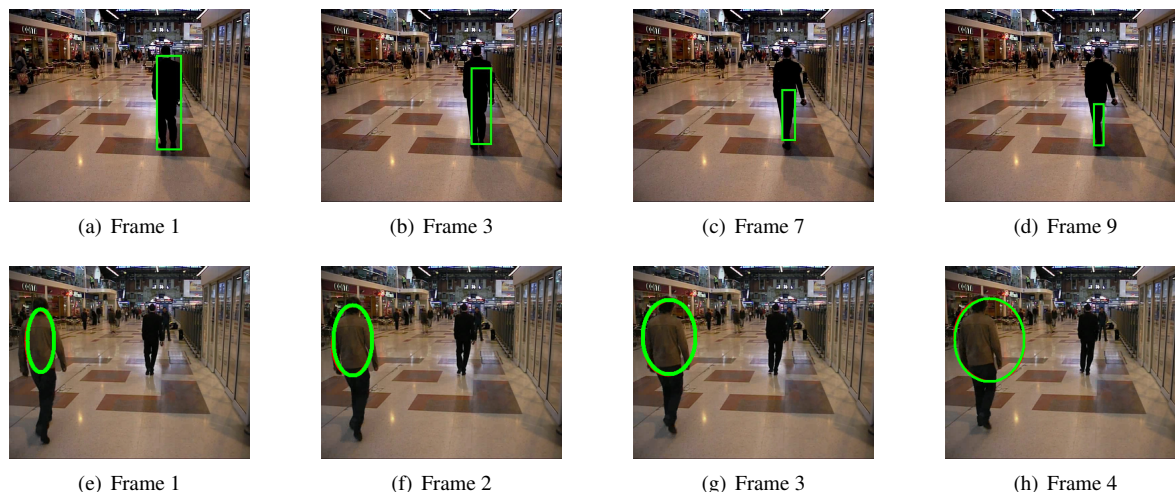 (a) Frame 1
(b) Frame 3
(c) Frame 7
(d) Frame 9
(e) Frame 1
(f) Frame 2
(g) Frame 3
(h) Frame 4